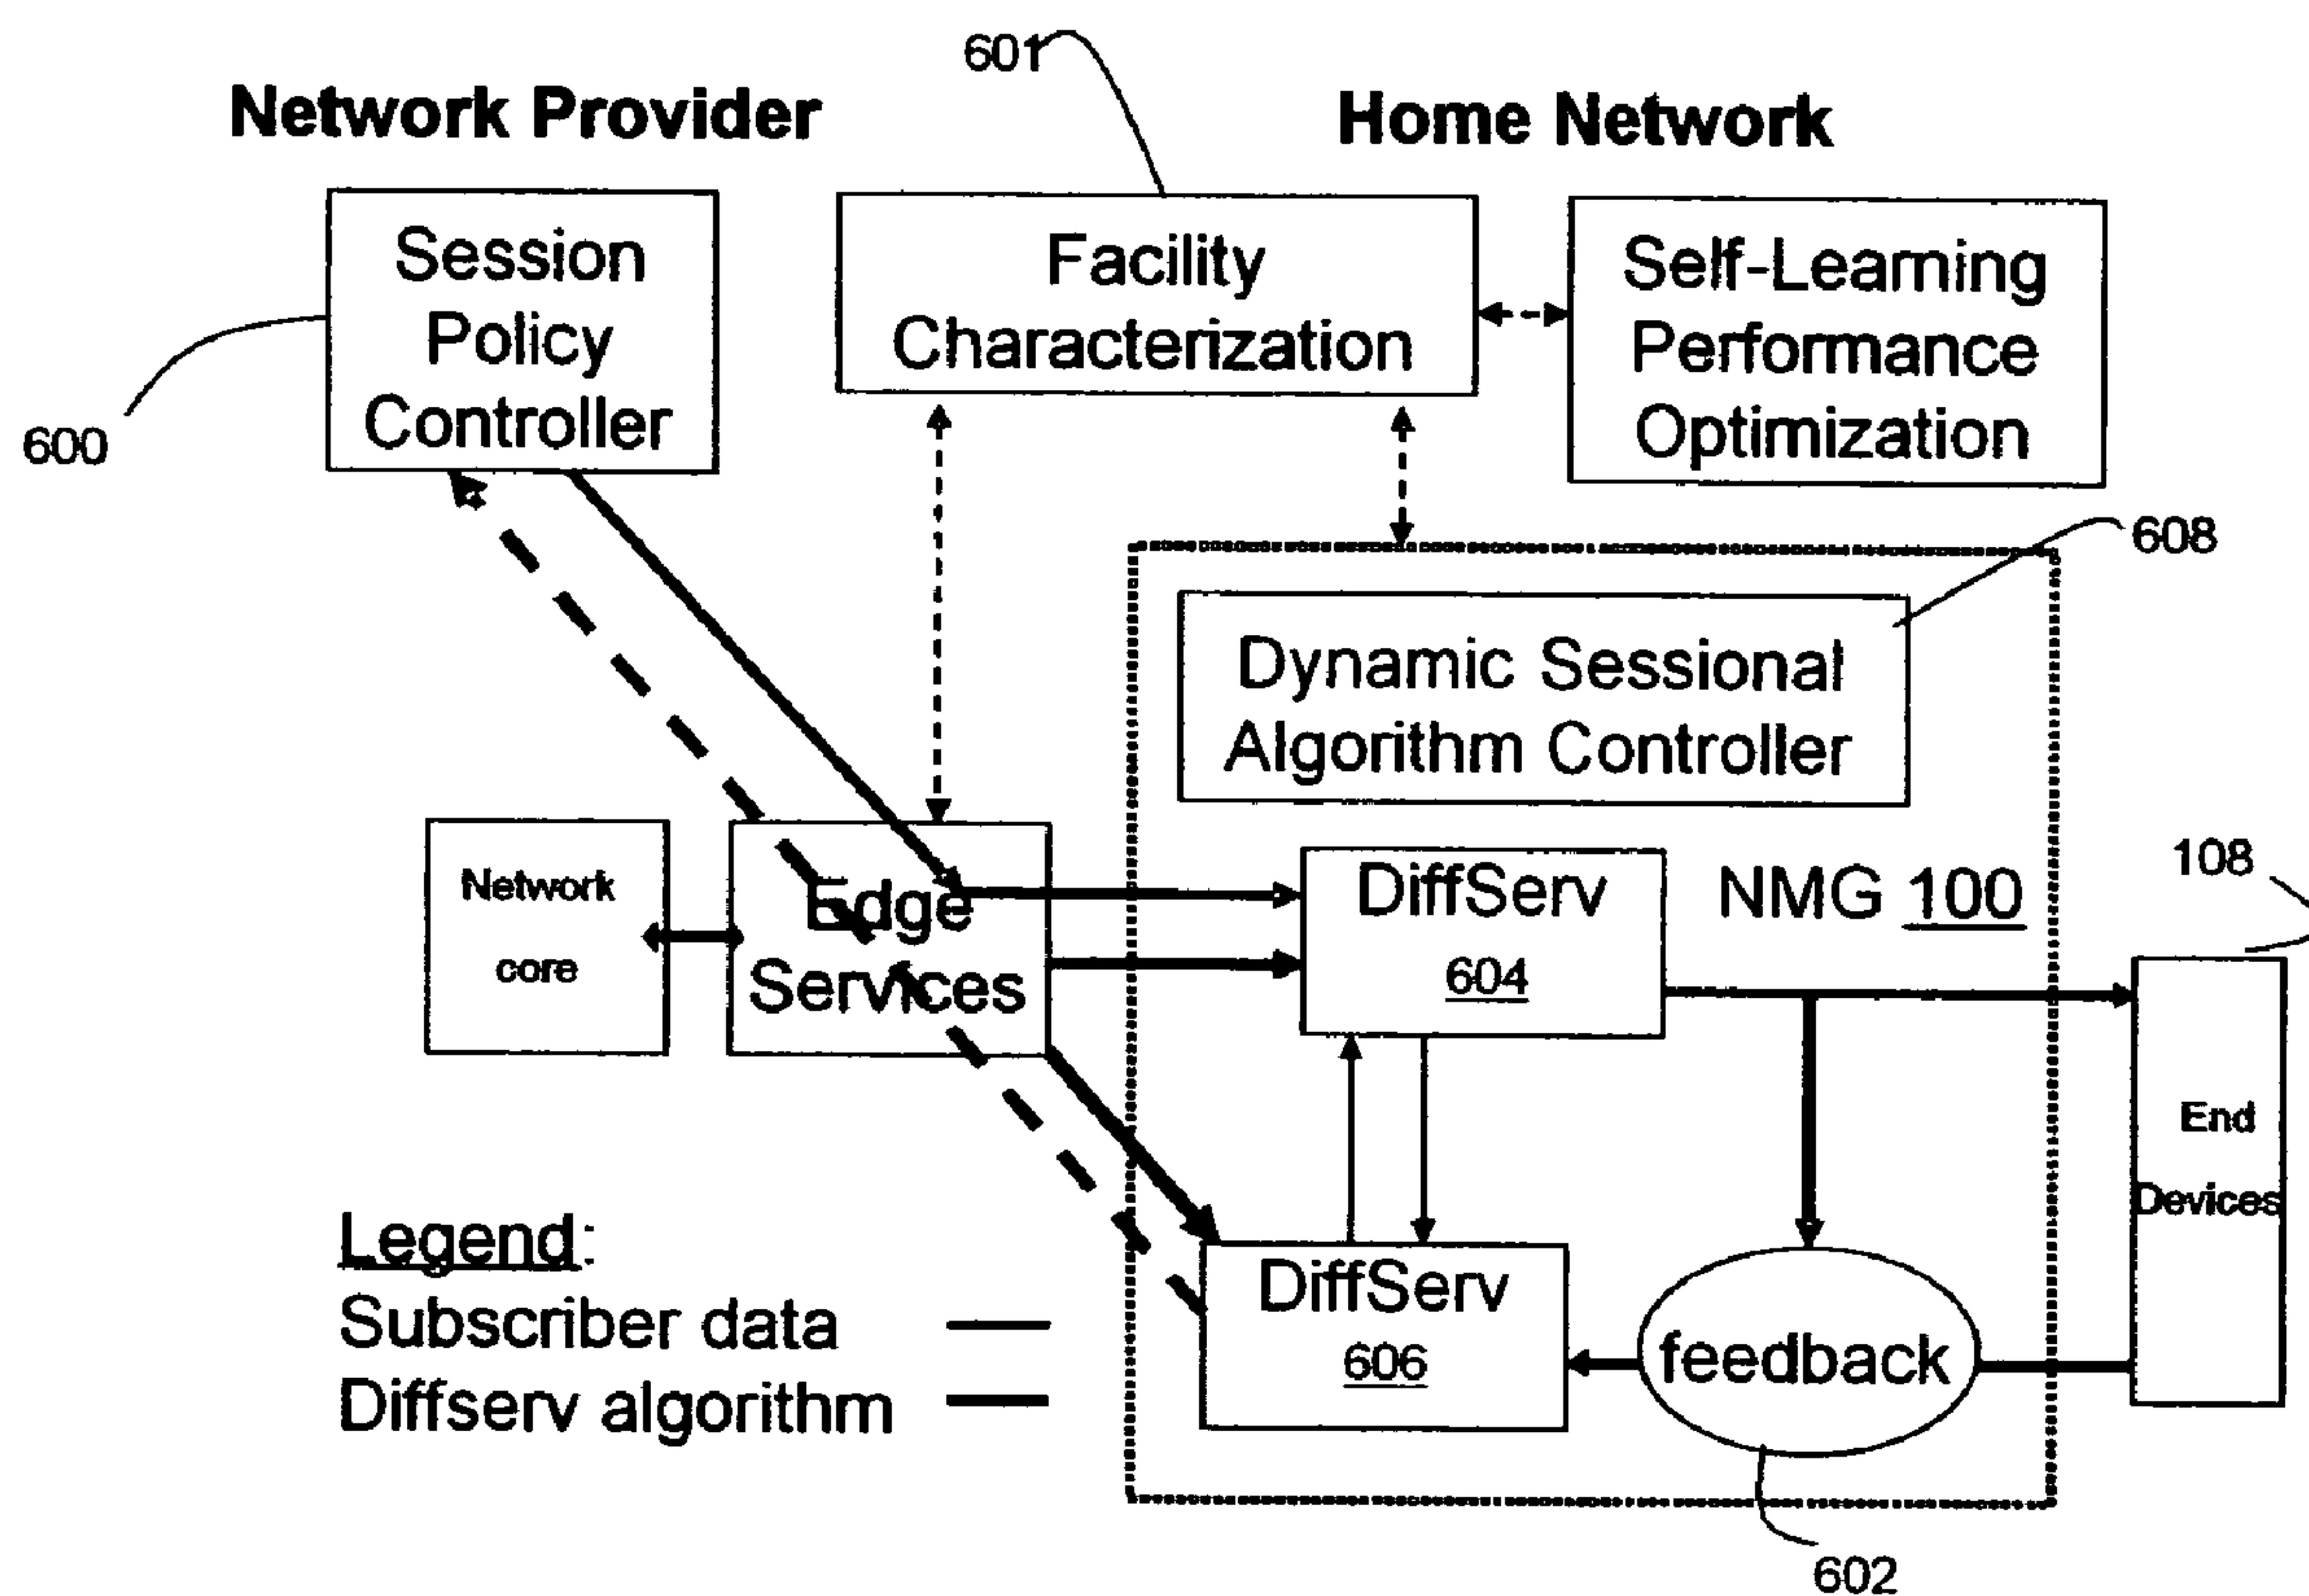 601
Network Provider
Home Network
Session
Policy
Controller
600
Facility
Characterization
Self-Learning
Performance
Optimization
608
Dynamic Sessional
Algorithm Controller
Network
core
Edge
Services
DiffServ
604
NMG 100
108
End
Devices
DiffServ
606
feedback
602
Legend:
Subscriber data
Diffserv algorithm